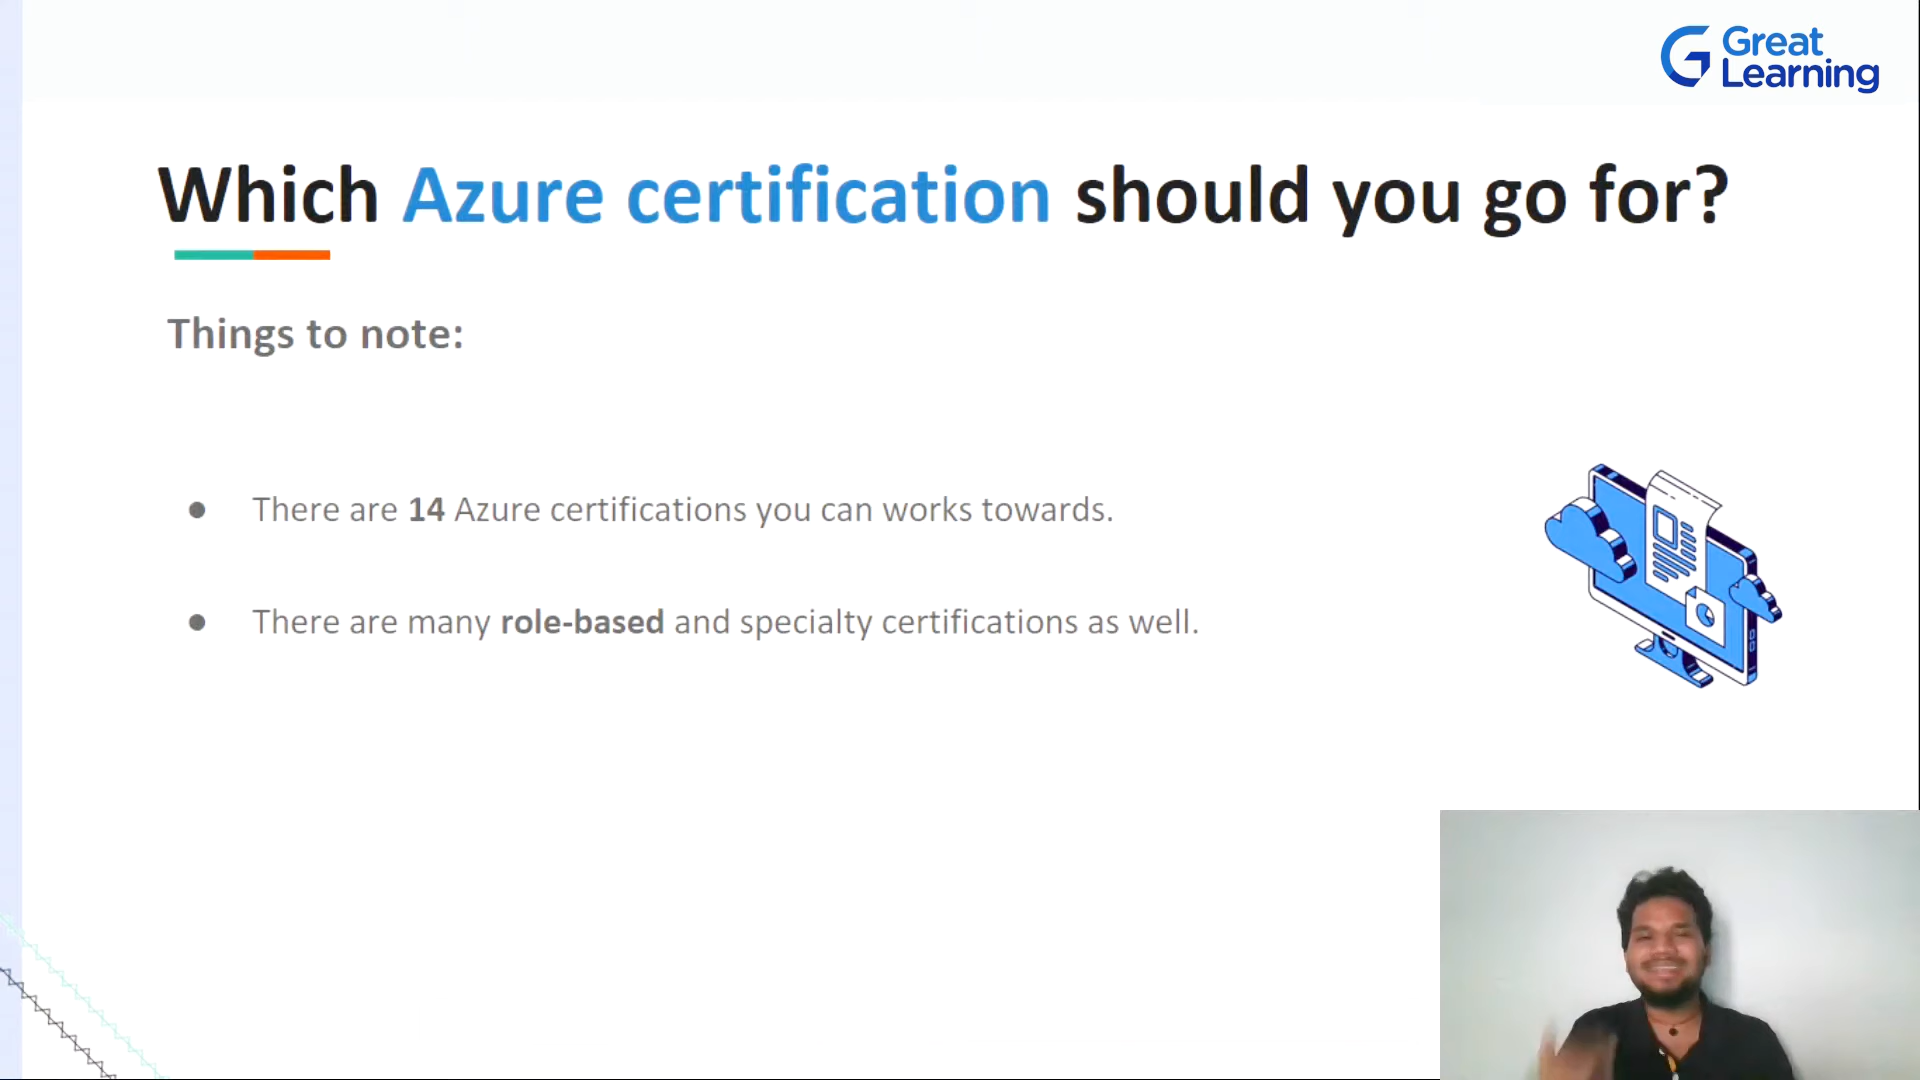 Great
Learning
Which Azure certification should you go for?
Things to note:
● There are 14 Azure certifications you can works towards.
● There are many role-based and specialty certifications as well.